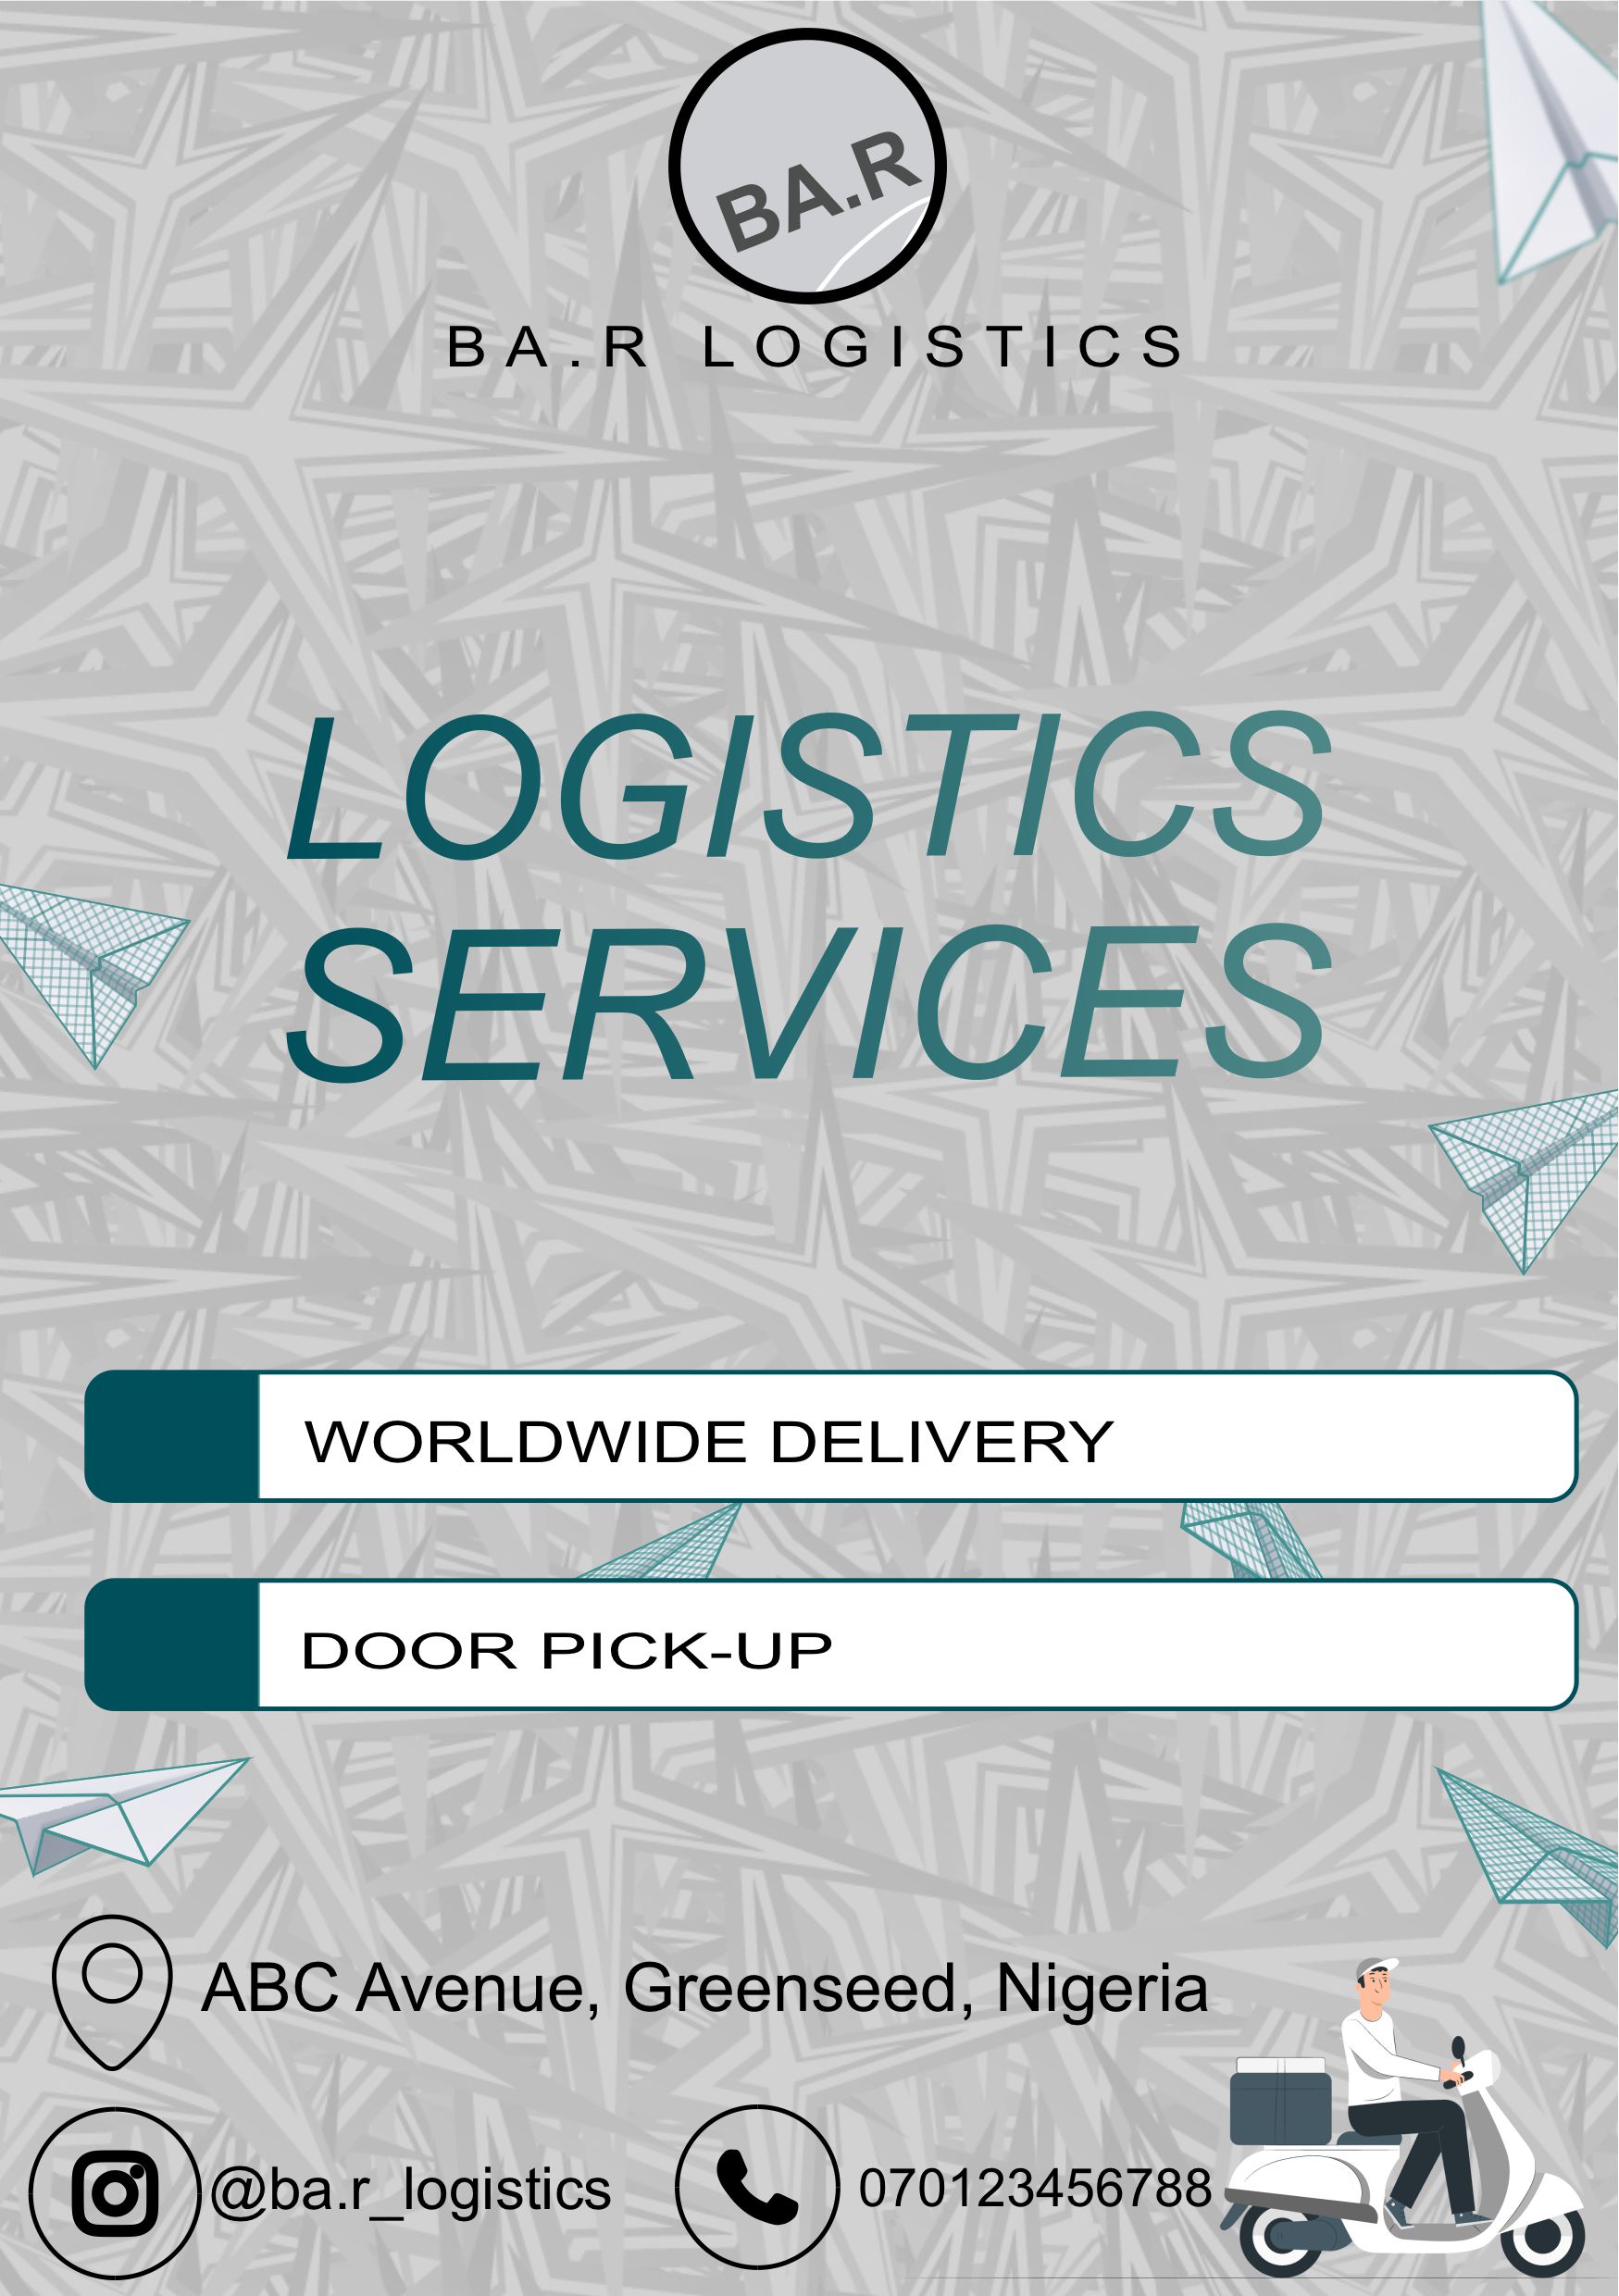 BA.R
BA.R LOGISTICS
LOGISTICS
SERVICES
WORLDWIDE DELIVERY
DOOR PICK-UP
ABC Avenue, Greenseed, Nigeria
@ba.r_logistics
070123456788